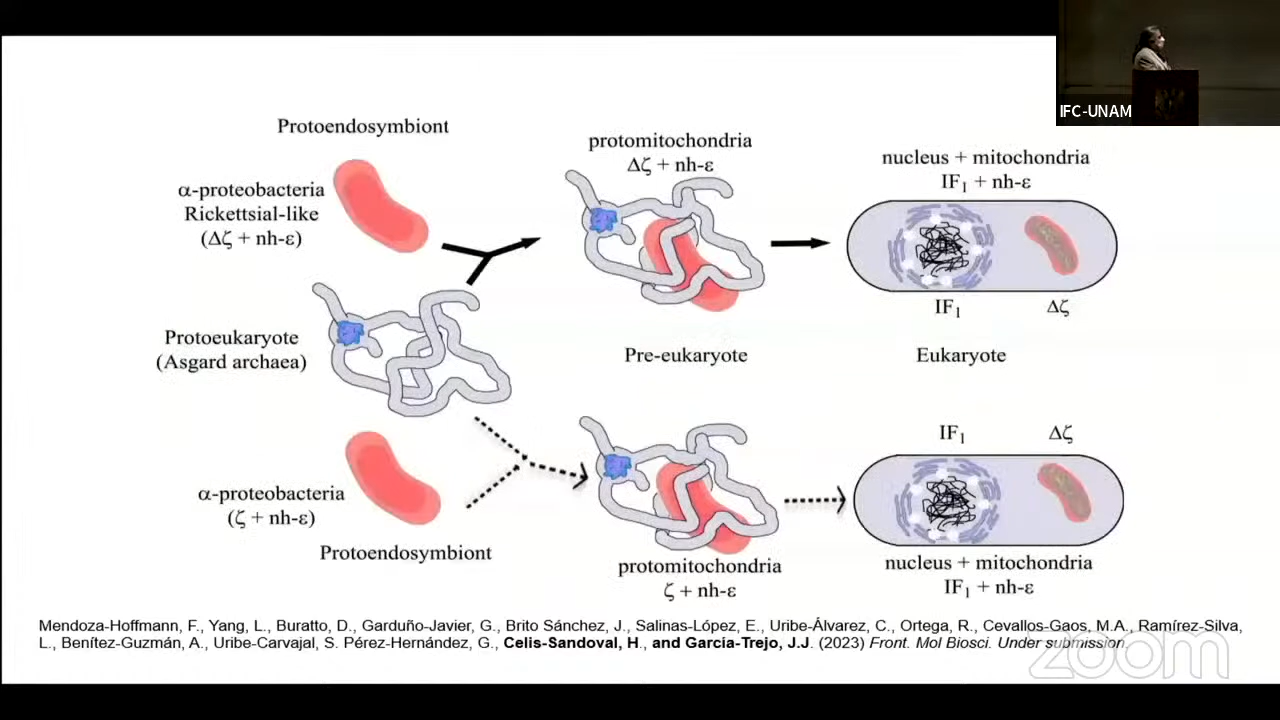 IFC-UNAM
Protoendosymbiont
α-proteobacteria
Rickettsial-like
(Δζ + nh-ε)
protomitochondria
Δζ + nh-ε
nucleus + mitochondria
IF₁ + nh-ε
IF₁
Δζ
Protoeukaryote
(Asgard archaea)
Pre-eukaryote
Eukaryote
α-proteobacteria
(ζ + nh-ε)
Protoendosymbiont
protomitochondria
ζ + nh-ε
IF₁
Δζ
nucleus + mitochondria
IF₁ + nh-ε
Mendoza-Hoffmann, F., Yang, L., Buratto, D., Garduño-Javier, G., Brito Sánchez, J., Salinas-López, E., Uribe-Álvarez, C., Ortega, R., Cevallos-Gaos, M.A., Ramírez-Silva,
L., Benítez-Guzmán, A., Uribe-Carvajal, S. Pérez-Hernández, G., Celis-Sandoval, H., and García-Trejo, J.J. (2023) Front. Mol Biosci. Under submission.
zoom